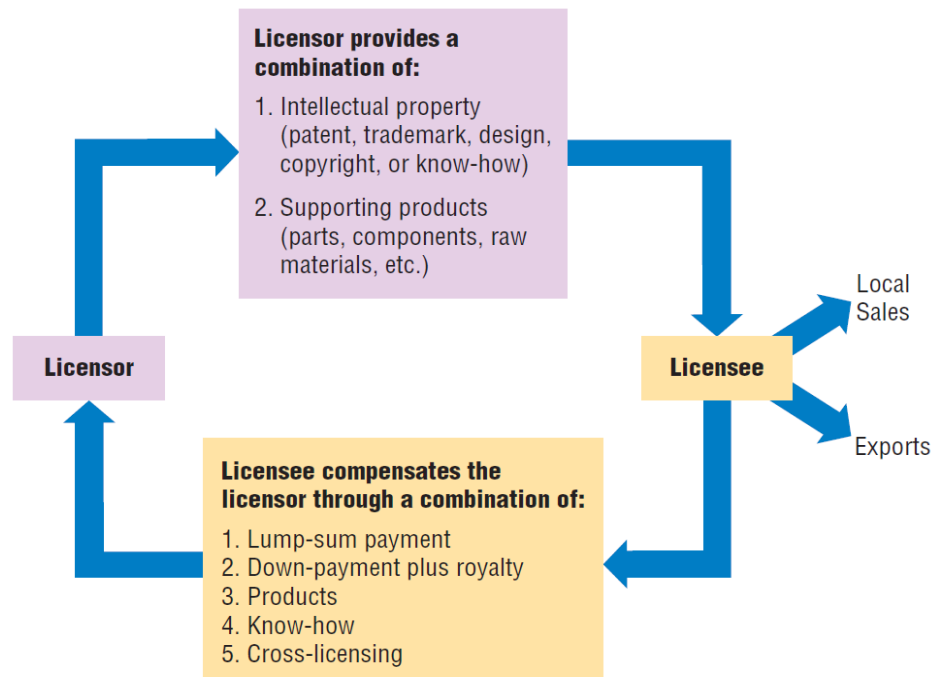 Licensor provides a
combination of:
1. Intellectual property
(patent, trademark, design,
copyright, or know-how)
2. Supporting products
(parts, components, raw
materials, etc.)
Local
Sales
Licensor
Licensee
Exports
Licensee compensates the
licensor through a combination of:
1. Lump-sum payment
2. Down-payment plus royalty
3. Products
4. Know-how
5. Cross-licensing